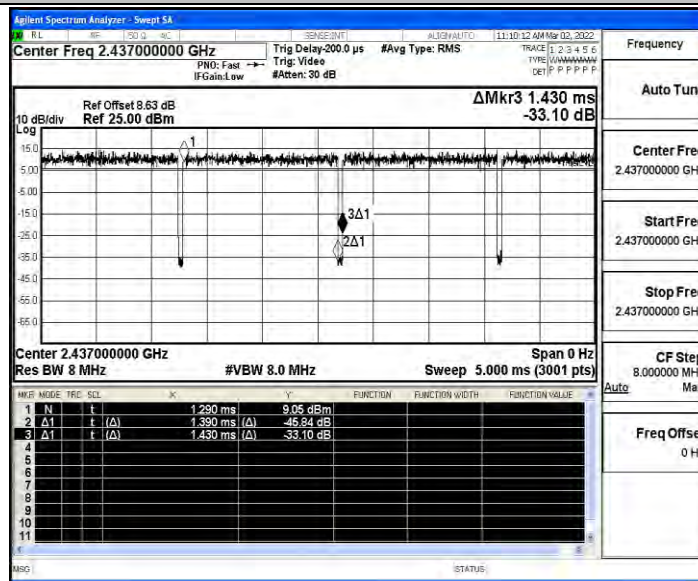 Agilent Spectrum Analyzer - Swept SA
RL RF 50 Ω AC SENSE:INT ALIGN AUTO 11:10:12 AM Mar 02, 2022
Center Freq 2.437000000 GHz
PNO: Fast
IFGain:Low
Trig Delay-200.0 µs
Trig: Video
#Atten: 30 dB
#Avg Type: RMS
TRACE 1 2 3 4 5 6
TYPE
DET P P P P P P
ΔMkr3 1.430 ms
-33.10 dB
Ref Offset 8.63 dB
10 dB/div Ref 25.00 dBm
Log
15.0
5.00
-5.00
-15.0
-25.0
-35.0
-45.0
-55.0
-65.0
1
3Δ1
2Δ1
Center 2.437000000 GHz Span 0 Hz
Res BW 8 MHz #VBW 8.0 MHz Sweep 5.000 ms (3001 pts)
MKR MODE TRC SCL X Y FUNCTION FUNCTION WIDTH FUNCTION VALUE
1 N t 1.290 ms 9.05 dBm
2 Δ1 t (Δ) 1.390 ms (Δ) -45.84 dB
3 Δ1 t (Δ) 1.430 ms (Δ) -33.10 dB
4
5
6
7
8
9
10
11
MSG STATUS
Frequency
Auto Tun
Center Fre
2.437000000 GH
Start Fre
2.437000000 GH
Stop Fre
2.437000000 GH
CF Step
8.000000 MH
Auto Ma
Freq Offse
0 H